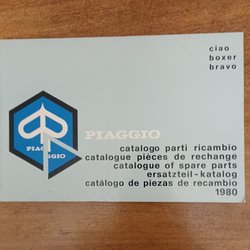 ciao
boxer
bravo
PIAGGIO
PIAGGIO
catalogo parti ricambio
catalogue pièces de rechange
catalogue of spare parts
ersatzteil-katalog
catálogo de piezas de recambio
1980